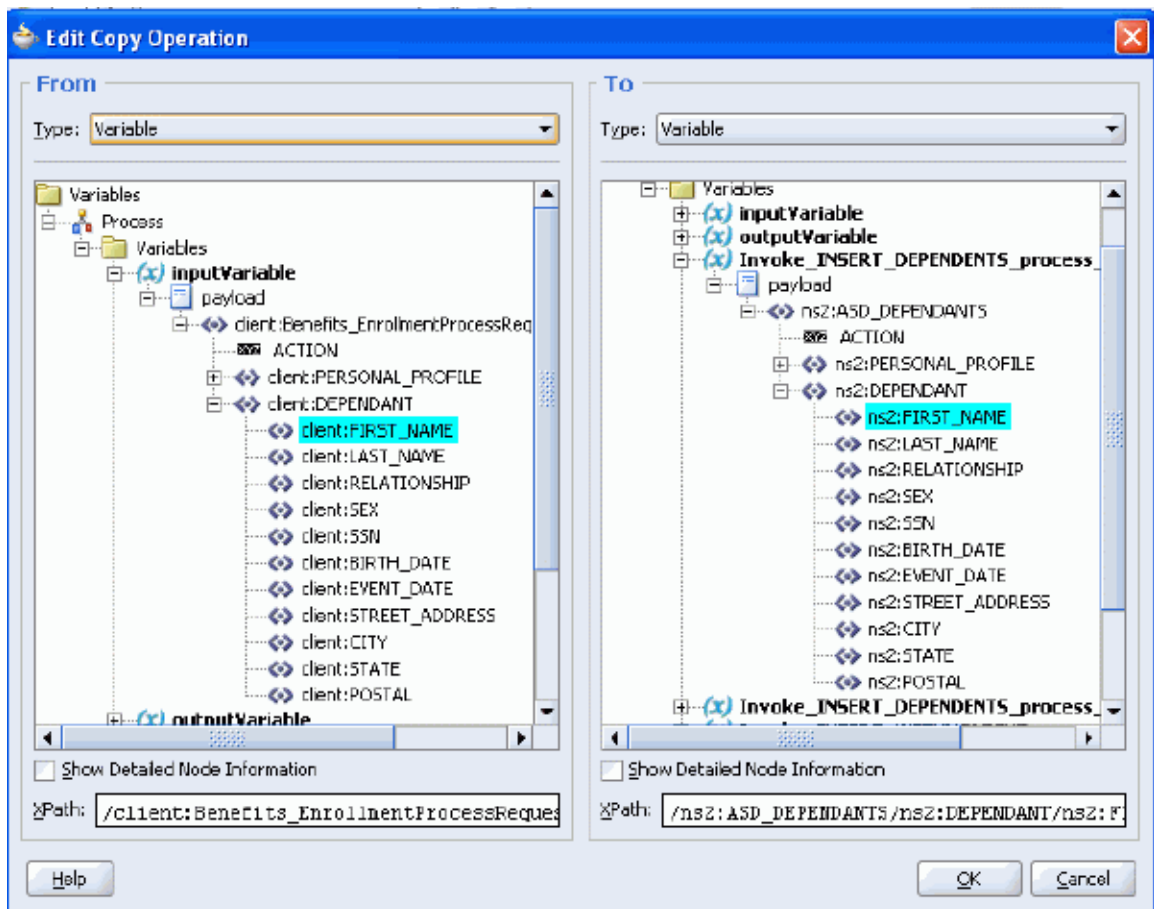 Edit Copy Operation
From
Type: Variable
Variables
Process
Variables
inputVariable
payload
client:Benefits_EnrollmentProcessReq
ACTION
client:PERSONAL_PROFILE
client:DEPENDANT
client:FIRST_NAME
client:LAST_NAME
client:RELATIONSHIP
client:SEX
client:SSN
client:BIRTH_DATE
client:EVENT_DATE
client:STREET_ADDRESS
client:CITY
client:STATE
client:POSTAL
outputVariable
Show Detailed Node Information
XPath: /client:Benefits_EnrollmentProcessReques
To
Type: Variable
Variables
inputVariable
outputVariable
Invoke_INSERT_DEPENDENTS_process_
payload
ns2:ASD_DEPENDANTS
ACTION
ns2:PERSONAL_PROFILE
ns2:DEPENDANT
ns2:FIRST_NAME
ns2:LAST_NAME
ns2:RELATIONSHIP
ns2:SEX
ns2:SSN
ns2:BIRTH_DATE
ns2:EVENT_DATE
ns2:STREET_ADDRESS
ns2:CITY
ns2:STATE
ns2:POSTAL
Invoke_INSERT_DEPENDENTS_process_
Show Detailed Node Information
XPath: /ns2:ASD_DEPENDANTS/ns2:DEPENDANT/ns2:FI
Help
OK
Cancel